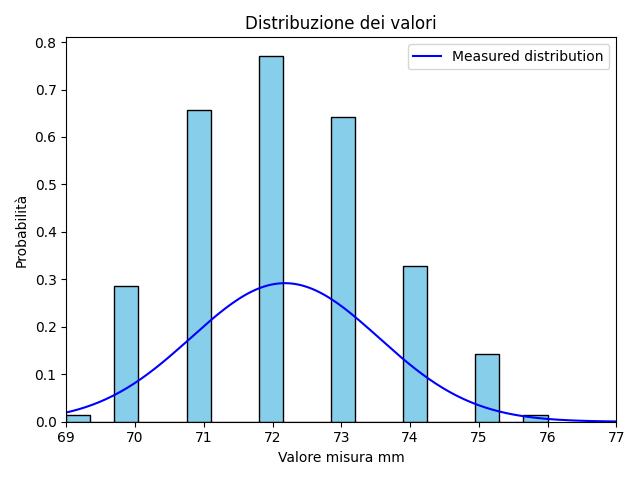 Distribuzione dei valori
Measured distribution
Probabilità
0.8
0.7
0.6
0.5
0.4
0.3
0.2
0.1
0.0
69 70 71 72 73 74 75 76 77
Valore misura mm